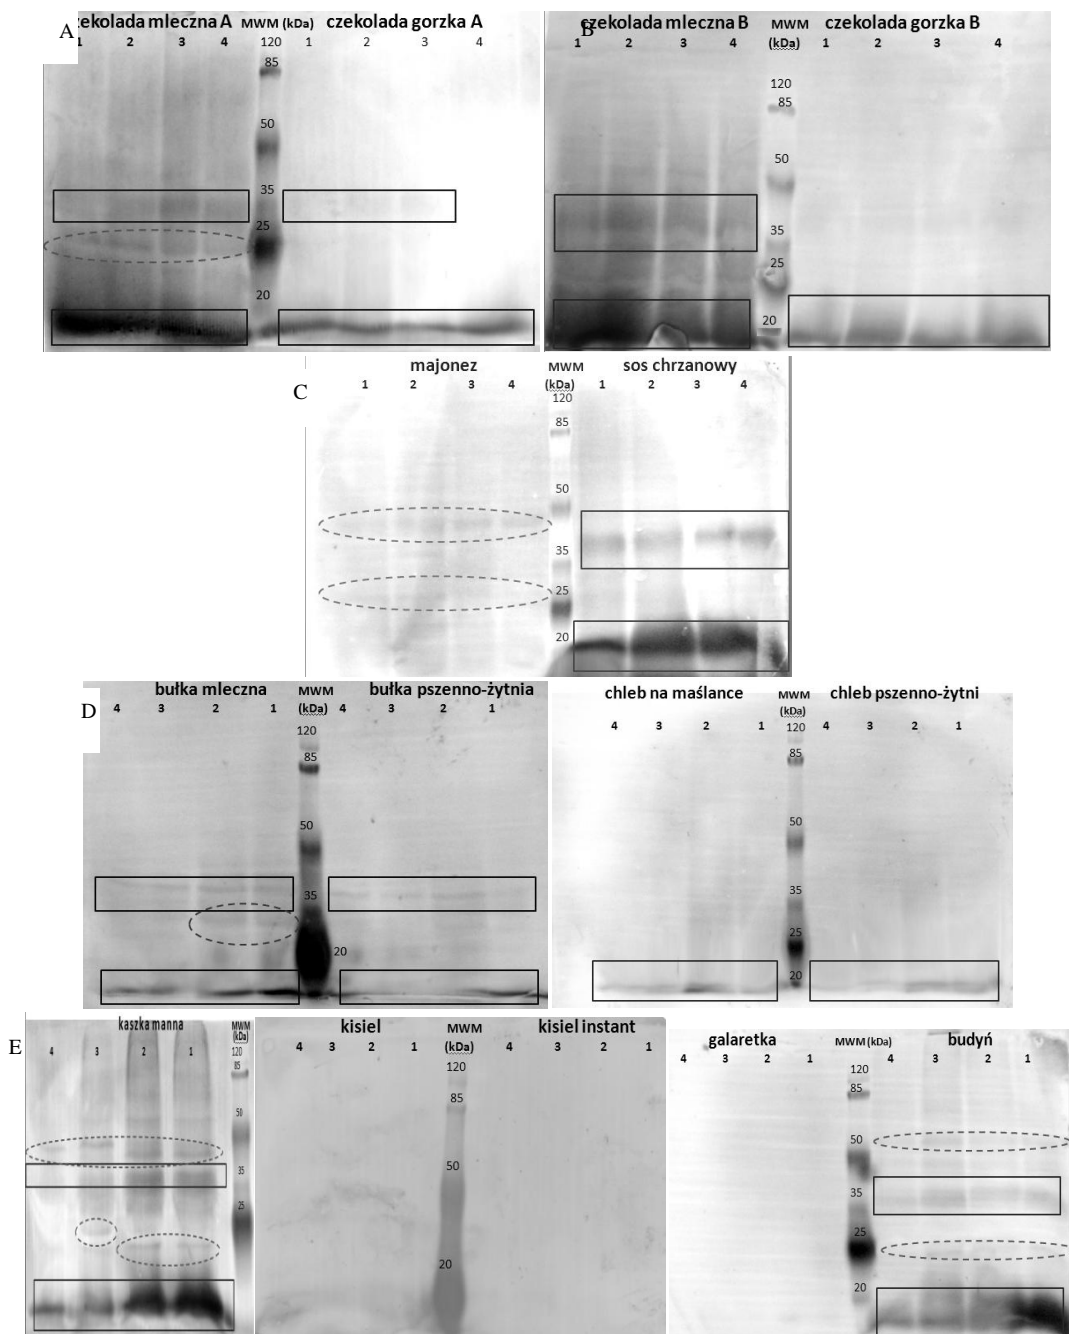 A
zekolada mleczna A MWM (kDa) czekolada gorzka A
1 2 3 4 120 1 2 3 4
85
50
35
25
20
B
czekolada mleczna B MWM czekolada gorzka B
1 2 3 4 (kDa) 1 2 3 4
120
85
50
35
25
20
C
majonez MWM sos chrzanowy
1 2 3 4 (kDa) 1 2 3 4
120
85
50
35
25
20
D
bułka mleczna MWM bułka pszenno-żytnia
4 3 2 1 (kDa) 4 3 2 1
120
85
50
35
20
chleb na maślance MWM chleb pszenno-żytni
(kDa)
4 3 2 1 120 4 3 2 1
85
50
35
25
20
E
kaszka manna MWM
(kDa)
4 3 2 1 120
85
50
35
25
kisiel MWM kisiel instant
4 3 2 1 (kDa) 4 3 2 1
120
85
50
20
galaretka MWM (kDa) budyń
4 3 2 1 4 3 2 1
120
85
50
35
25
20